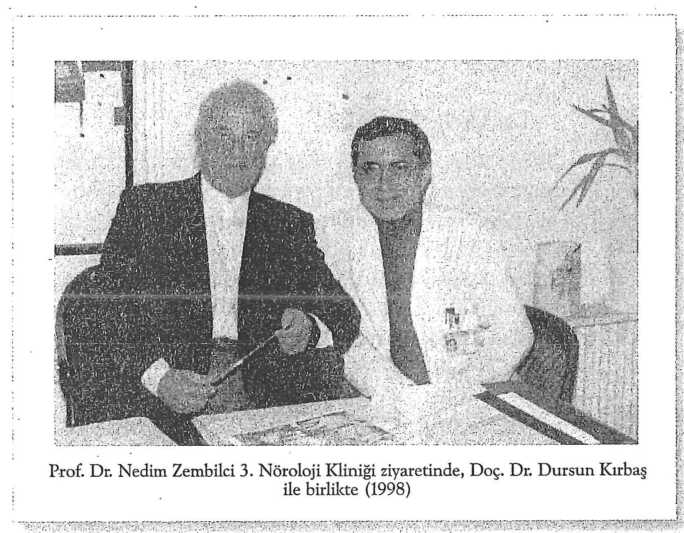 Prof. Dr. Nedim Zembilci 3. Nöroloji Kliniği ziyaretinde, Doç. Dr. Dursun Kırbaş
ile birlikte (1998)